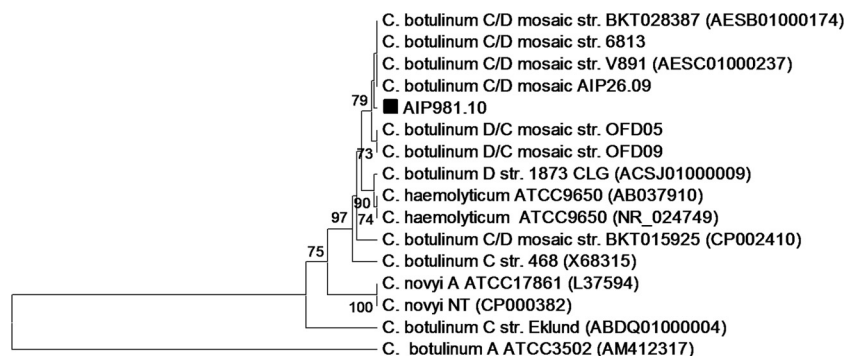 C. botulinum C/D mosaic str. BKT028387 (AESB01000174)
C. botulinum C/D mosaic str. 6813
C. botulinum C/D mosaic str. V891 (AESC01000237)
C. botulinum C/D mosaic AIP26.09
79
AIP981.10
C. botulinum D/C mosaic str. OFD05
73
C. botulinum D/C mosaic str. OFD09
C. botulinum D str. 1873 CLG (ACSJ01000009)
C. haemolyticum ATCC9650 (AB037910)
90
C. haemolyticum ATCC9650 (NR_024749)
97
74
C. botulinum C/D mosaic str. BKT015925 (CP002410)
75
C. botulinum C str. 468 (X68315)
C. novyi A ATCC17861 (L37594)
100
C. novyi NT (CP000382)
C. botulinum C str. Eklund (ABDQ01000004)
C. botulinum A ATCC3502 (AM412317)